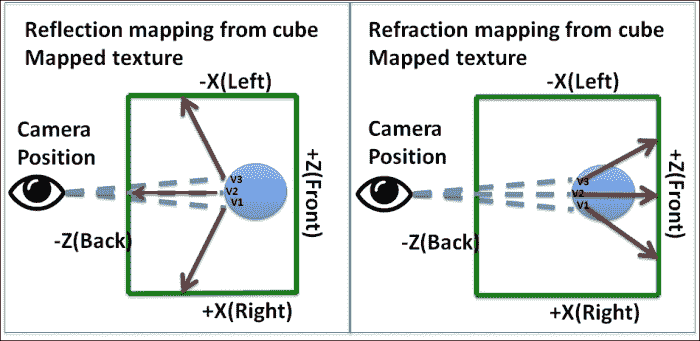 Reflection mapping from cube
Mapped texture
-X(Left)
Camera
Position
V3
V2
V1
+Z(Front)
-Z(Back)
+X(Right)
Refraction mapping from cube
Mapped texture
-X(Left)
Camera
Position
V3
V2
V1
+Z(Front)
-Z(Back)
+X(Right)